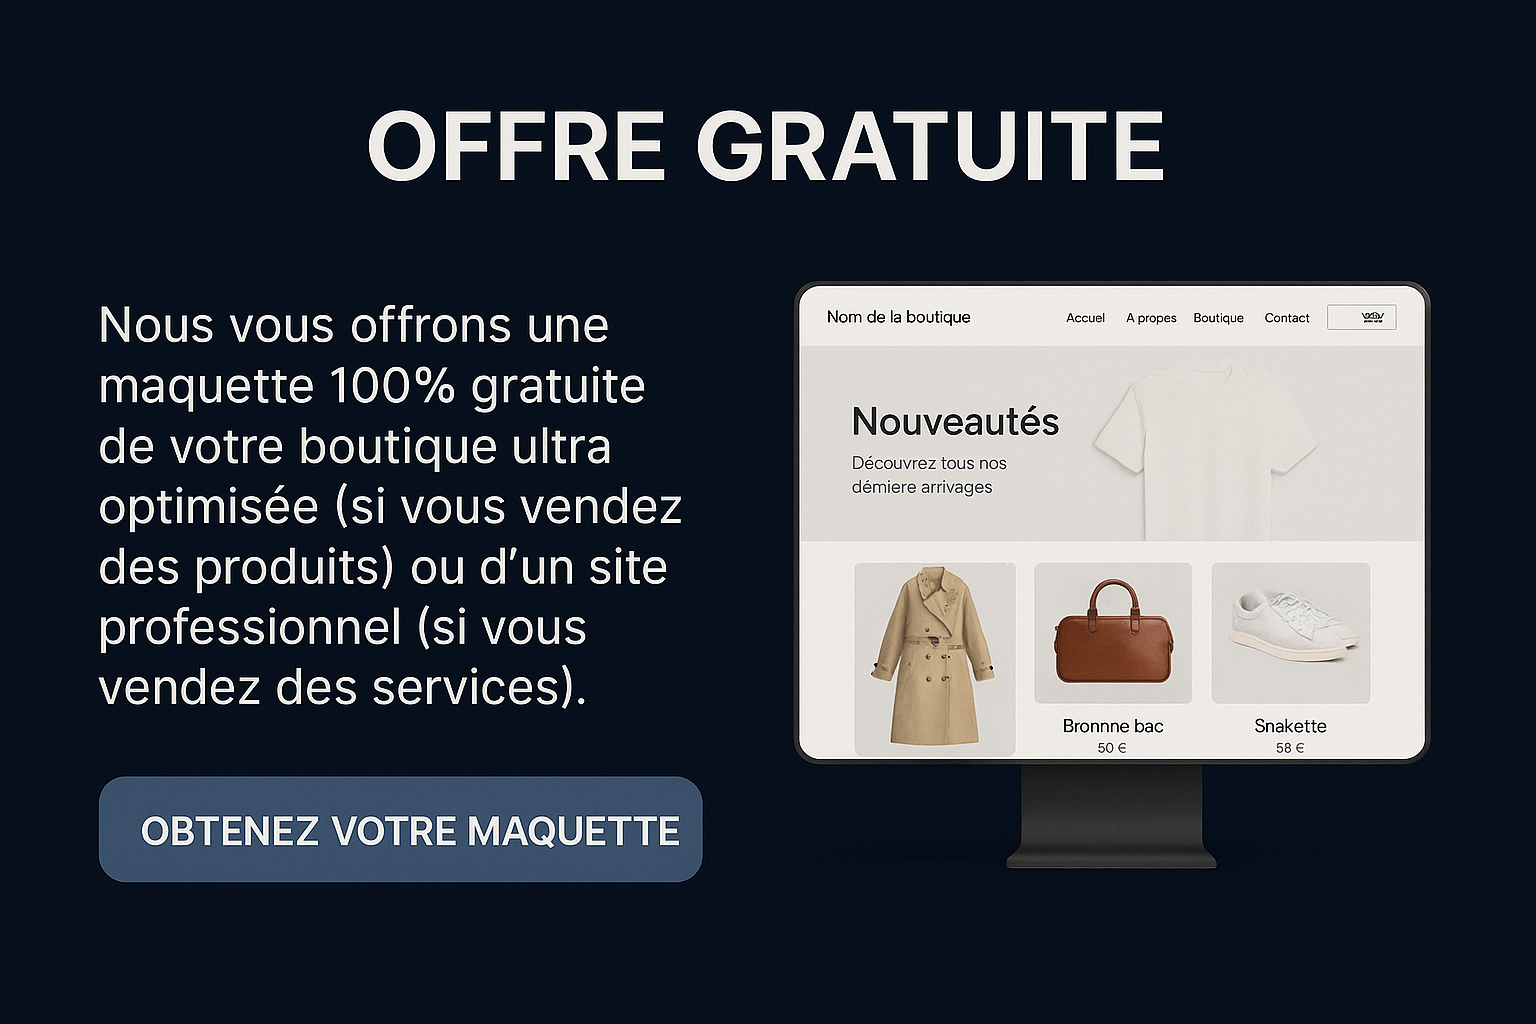 OFFRE GRATUITE
Nous vous offrons une
maquette 100% gratuite
de votre boutique ultra
optimisée (si vous vendez
des produits) ou d’un site
professionnel (si vous
vendez des services).
OBTENEZ VOTRE MAQUETTE
Nom de la boutique
Accuel A propes Boutique Contact
Nouveautés
Découvrez tous nos
démiere arrivages
Bronnne bac
50 €
Snakette
58 €